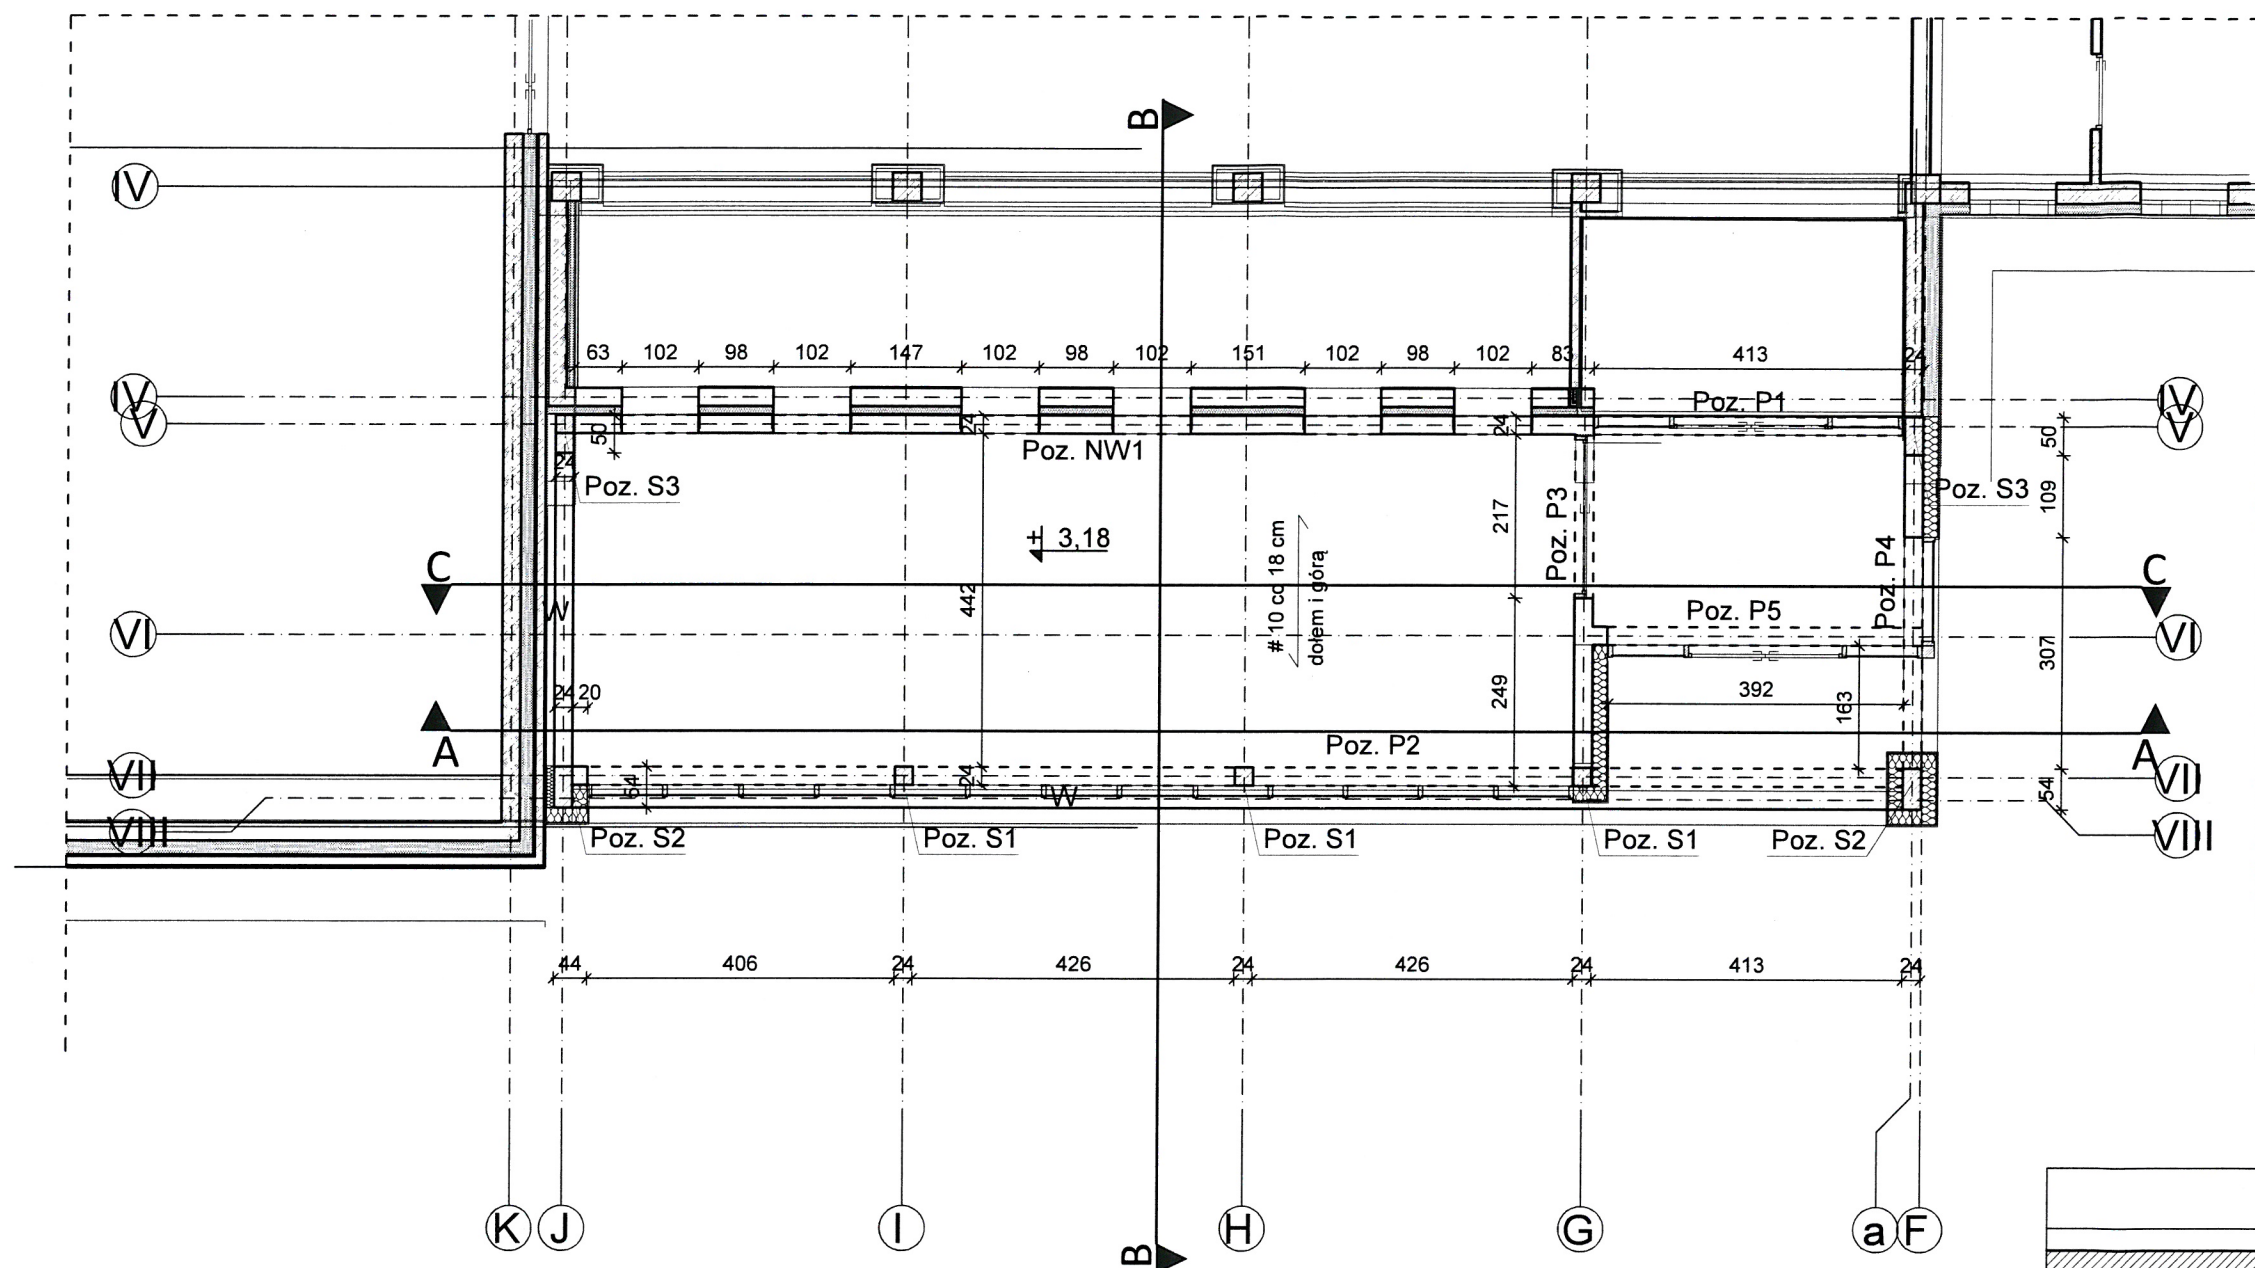 B
IV
63 102 98 102 147 102 98 102 151 102 98 102 83 413 24
IV
IV
V
V
Poz. P1
50
24
24
50
24
Poz. NW1
Poz. S3
Poz. S3
217
Poz. P3
109
± 3,18
# 10 co 18 cm
dołem i górą
Poz. P4
C
C
442
W
Poz. P5
VI
VI
307
24 20
249
392
163
A
A
Poz. P2
VII
VII
54
24
W
54
VIII
VIII
Poz. S2
Poz. S1
Poz. S1
Poz. S1
Poz. S2
44 406 24 426 24 426 24 413 24
K J I H G a F
B